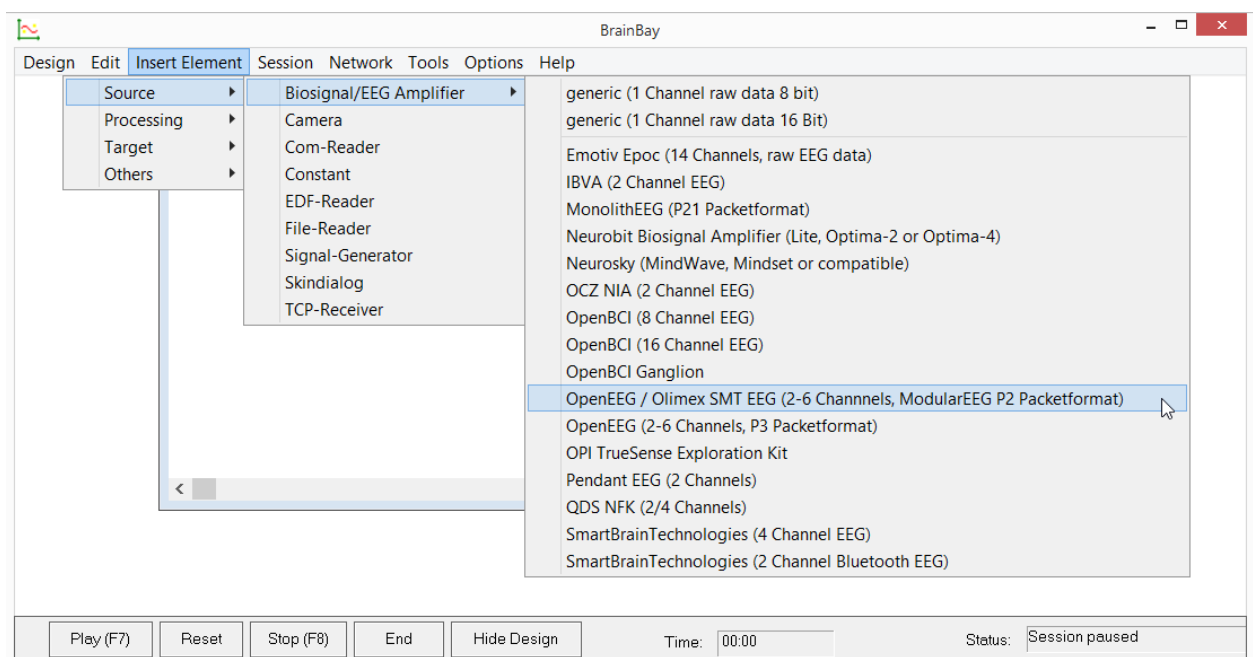 BrainBay
Design Edit Insert Element Session Network Tools Options Help
Source
Processing
Target
Others
Biosignal/EEG Amplifier
Camera
Com-Reader
Constant
EDF-Reader
File-Reader
Signal-Generator
Skindialog
TCP-Receiver
generic (1 Channel raw data 8 bit)
generic (1 Channel raw data 16 Bit)
Emotiv Epoc (14 Channels, raw EEG data)
IBVA (2 Channel EEG)
MonolithEEG (P21 Packetformat)
Neurobit Biosignal Amplifier (Lite, Optima-2 or Optima-4)
Neurosky (MindWave, Mindset or compatible)
OCZ NIA (2 Channel EEG)
OpenBCI (8 Channel EEG)
OpenBCI (16 Channel EEG)
OpenBCI Ganglion
OpenEEG / Olimex SMT EEG (2-6 Channnels, ModularEEG P2 Packetformat)
OpenEEG (2-6 Channels, P3 Packetformat)
OPI TrueSense Exploration Kit
Pendant EEG (2 Channels)
QDS NFK (2/4 Channels)
SmartBrainTechnologies (4 Channel EEG)
SmartBrainTechnologies (2 Channel Bluetooth EEG)
Play (F7) Reset Stop (F8) End Hide Design Time: 00:00 Status: Session paused